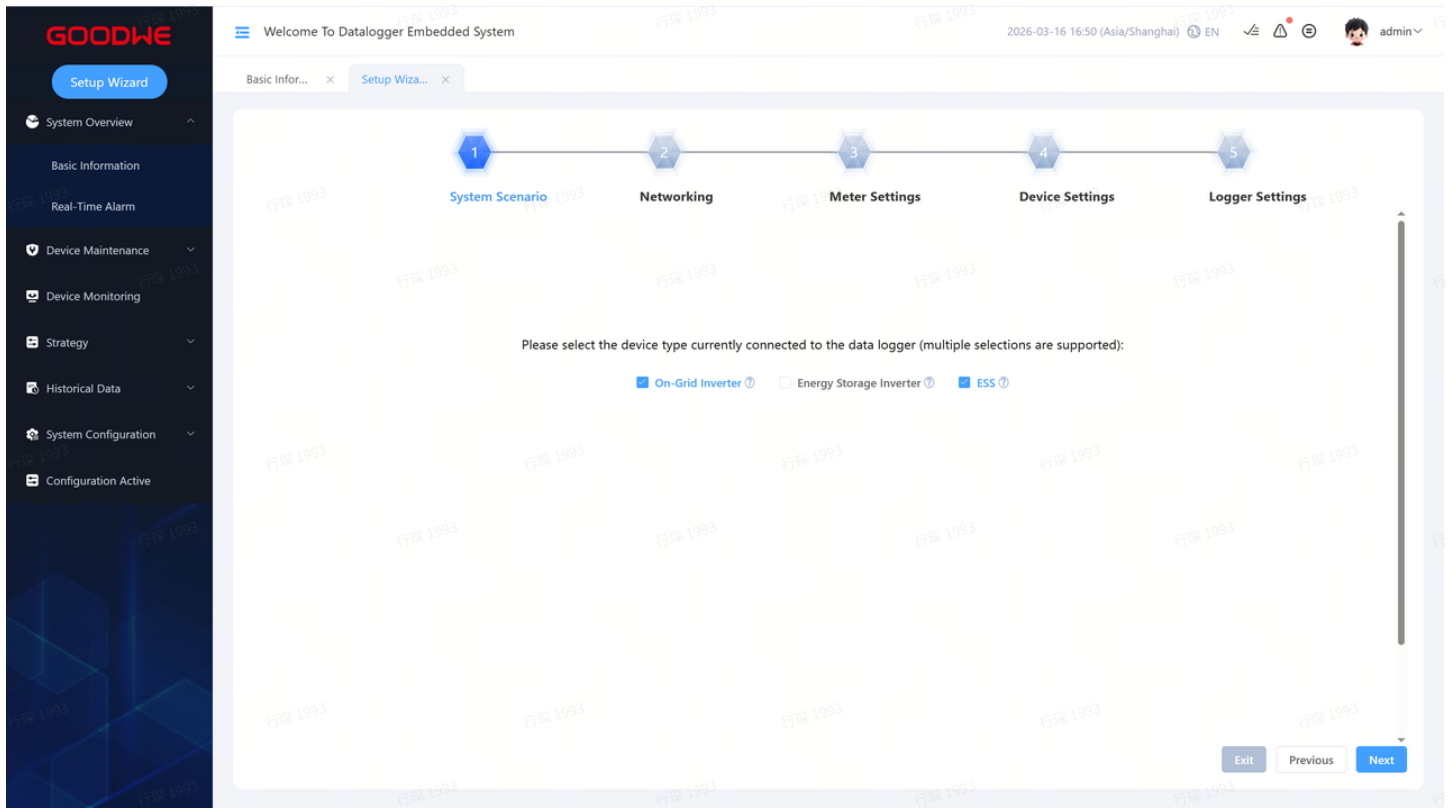 GOODWE
Welcome To Datalogger Embedded System
2026-03-16 16:50 (Asia/Shanghai) EN
admin
Setup Wizard
Basic Infor...
Setup Wiza...
System Overview
Basic Information
Real-Time Alarm
Device Maintenance
Device Monitoring
Strategy
Historical Data
System Configuration
Configuration Active
1
2
3
4
5
System Scenario
Networking
Meter Settings
Device Settings
Logger Settings
Please select the device type currently connected to the data logger (multiple selections are supported):
On-Grid Inverter
Energy Storage Inverter
ESS
Exit
Previous
Next
行琛 1993